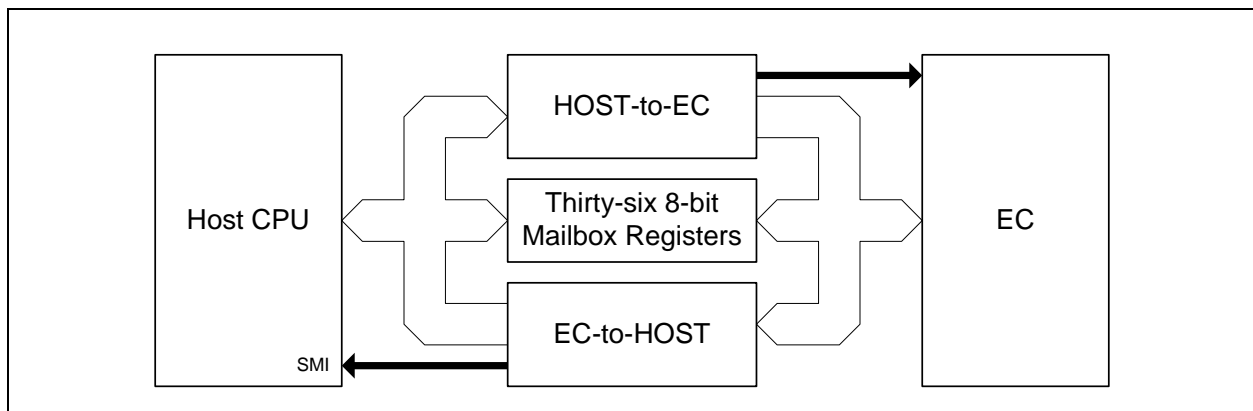 HOST-to-EC
Host CPU
Thirty-six 8-bit
Mailbox Registers
EC
EC-to-HOST
SMI